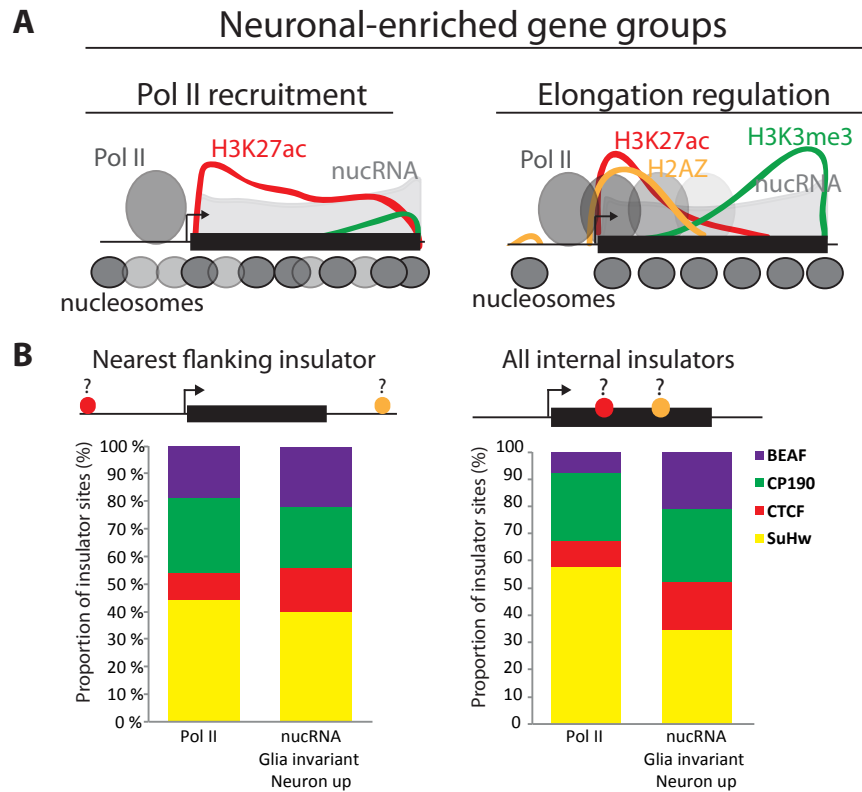 A
Neuronal-enriched gene groups
Pol II recruitment
Pol II
H3K27ac
nucRNA
nucleosomes
Elongation regulation
Pol II
H3K27ac
H2AZ
H3K3me3
nucRNA
nucleosomes
B
Nearest flanking insulator
? ?
Proportion of insulator sites (%)
100 %
90 %
80 %
70 %
60 %
50 %
40 %
30 %
20 %
10 %
0 %
Pol II
nucRNA
Glia invariant
Neuron up
All internal insulators
? ?
Proportion of insulator sites (%)
100
90
80
70
60
50
40
30
20
10
0
Pol II
nucRNA
Glia invariant
Neuron up
BEAF
CP190
CTCF
SuHw